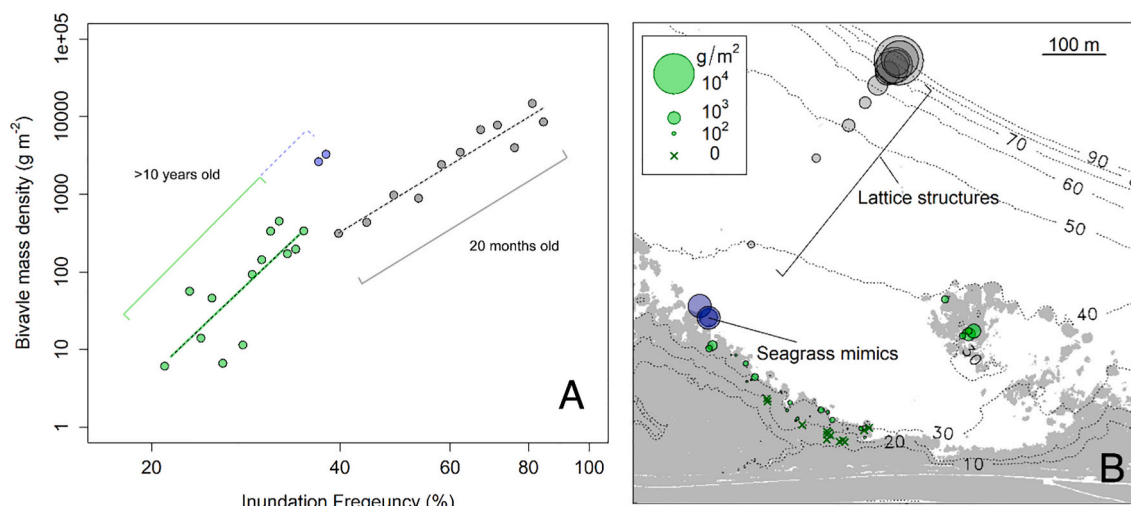 A
Bivavle mass density (g m⁻²)
1e+05
10000
1000
100
10
1
>10 years old
20 months old
20
40
60
80
100
Inundation Freqeuncy (%)
B
g/m²
10⁴
10³
10²
0
100 m
90
70
60
50
40
30
30
20
10
Lattice structures
Seagrass mimics